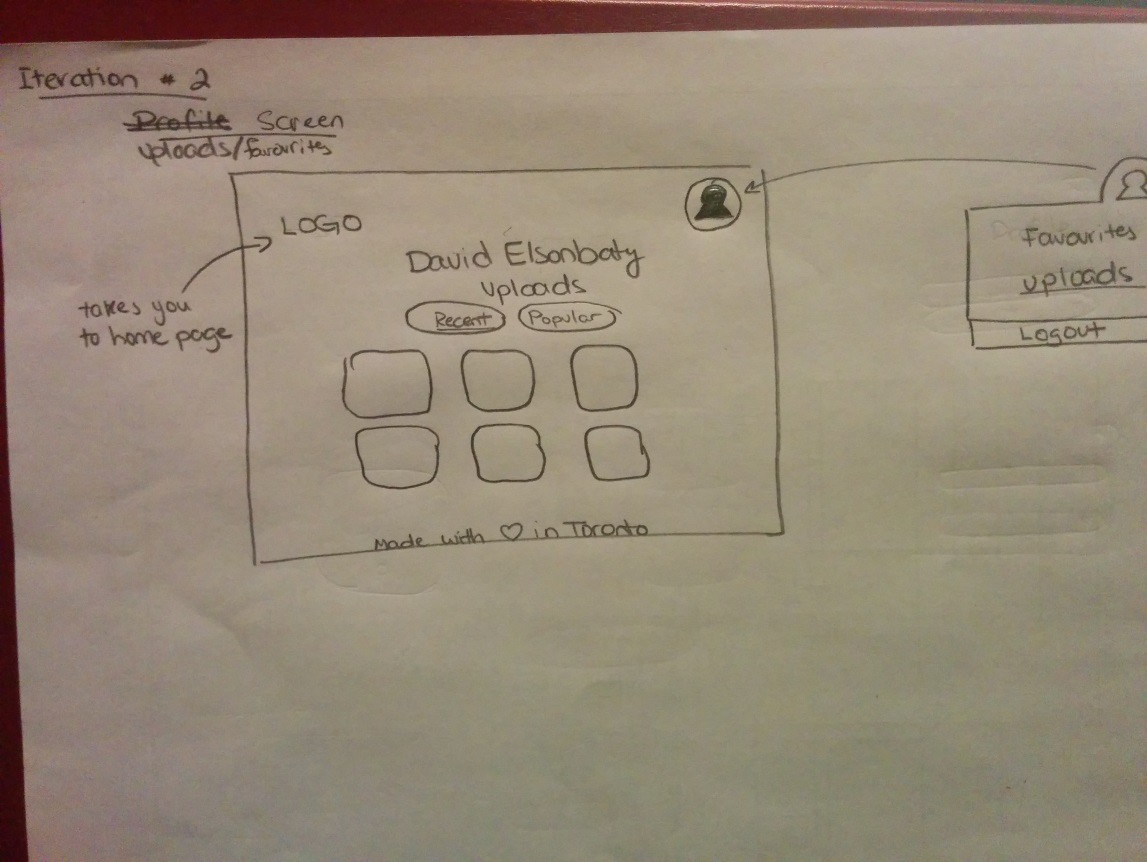 Iteration # 2
Profile Screen
uploads/favourites
LOGO
takes you
to home page
David Elsonbaty
uploads
Recent Popular
Made with ♡ in Toronto
Favourites
uploads
Logout